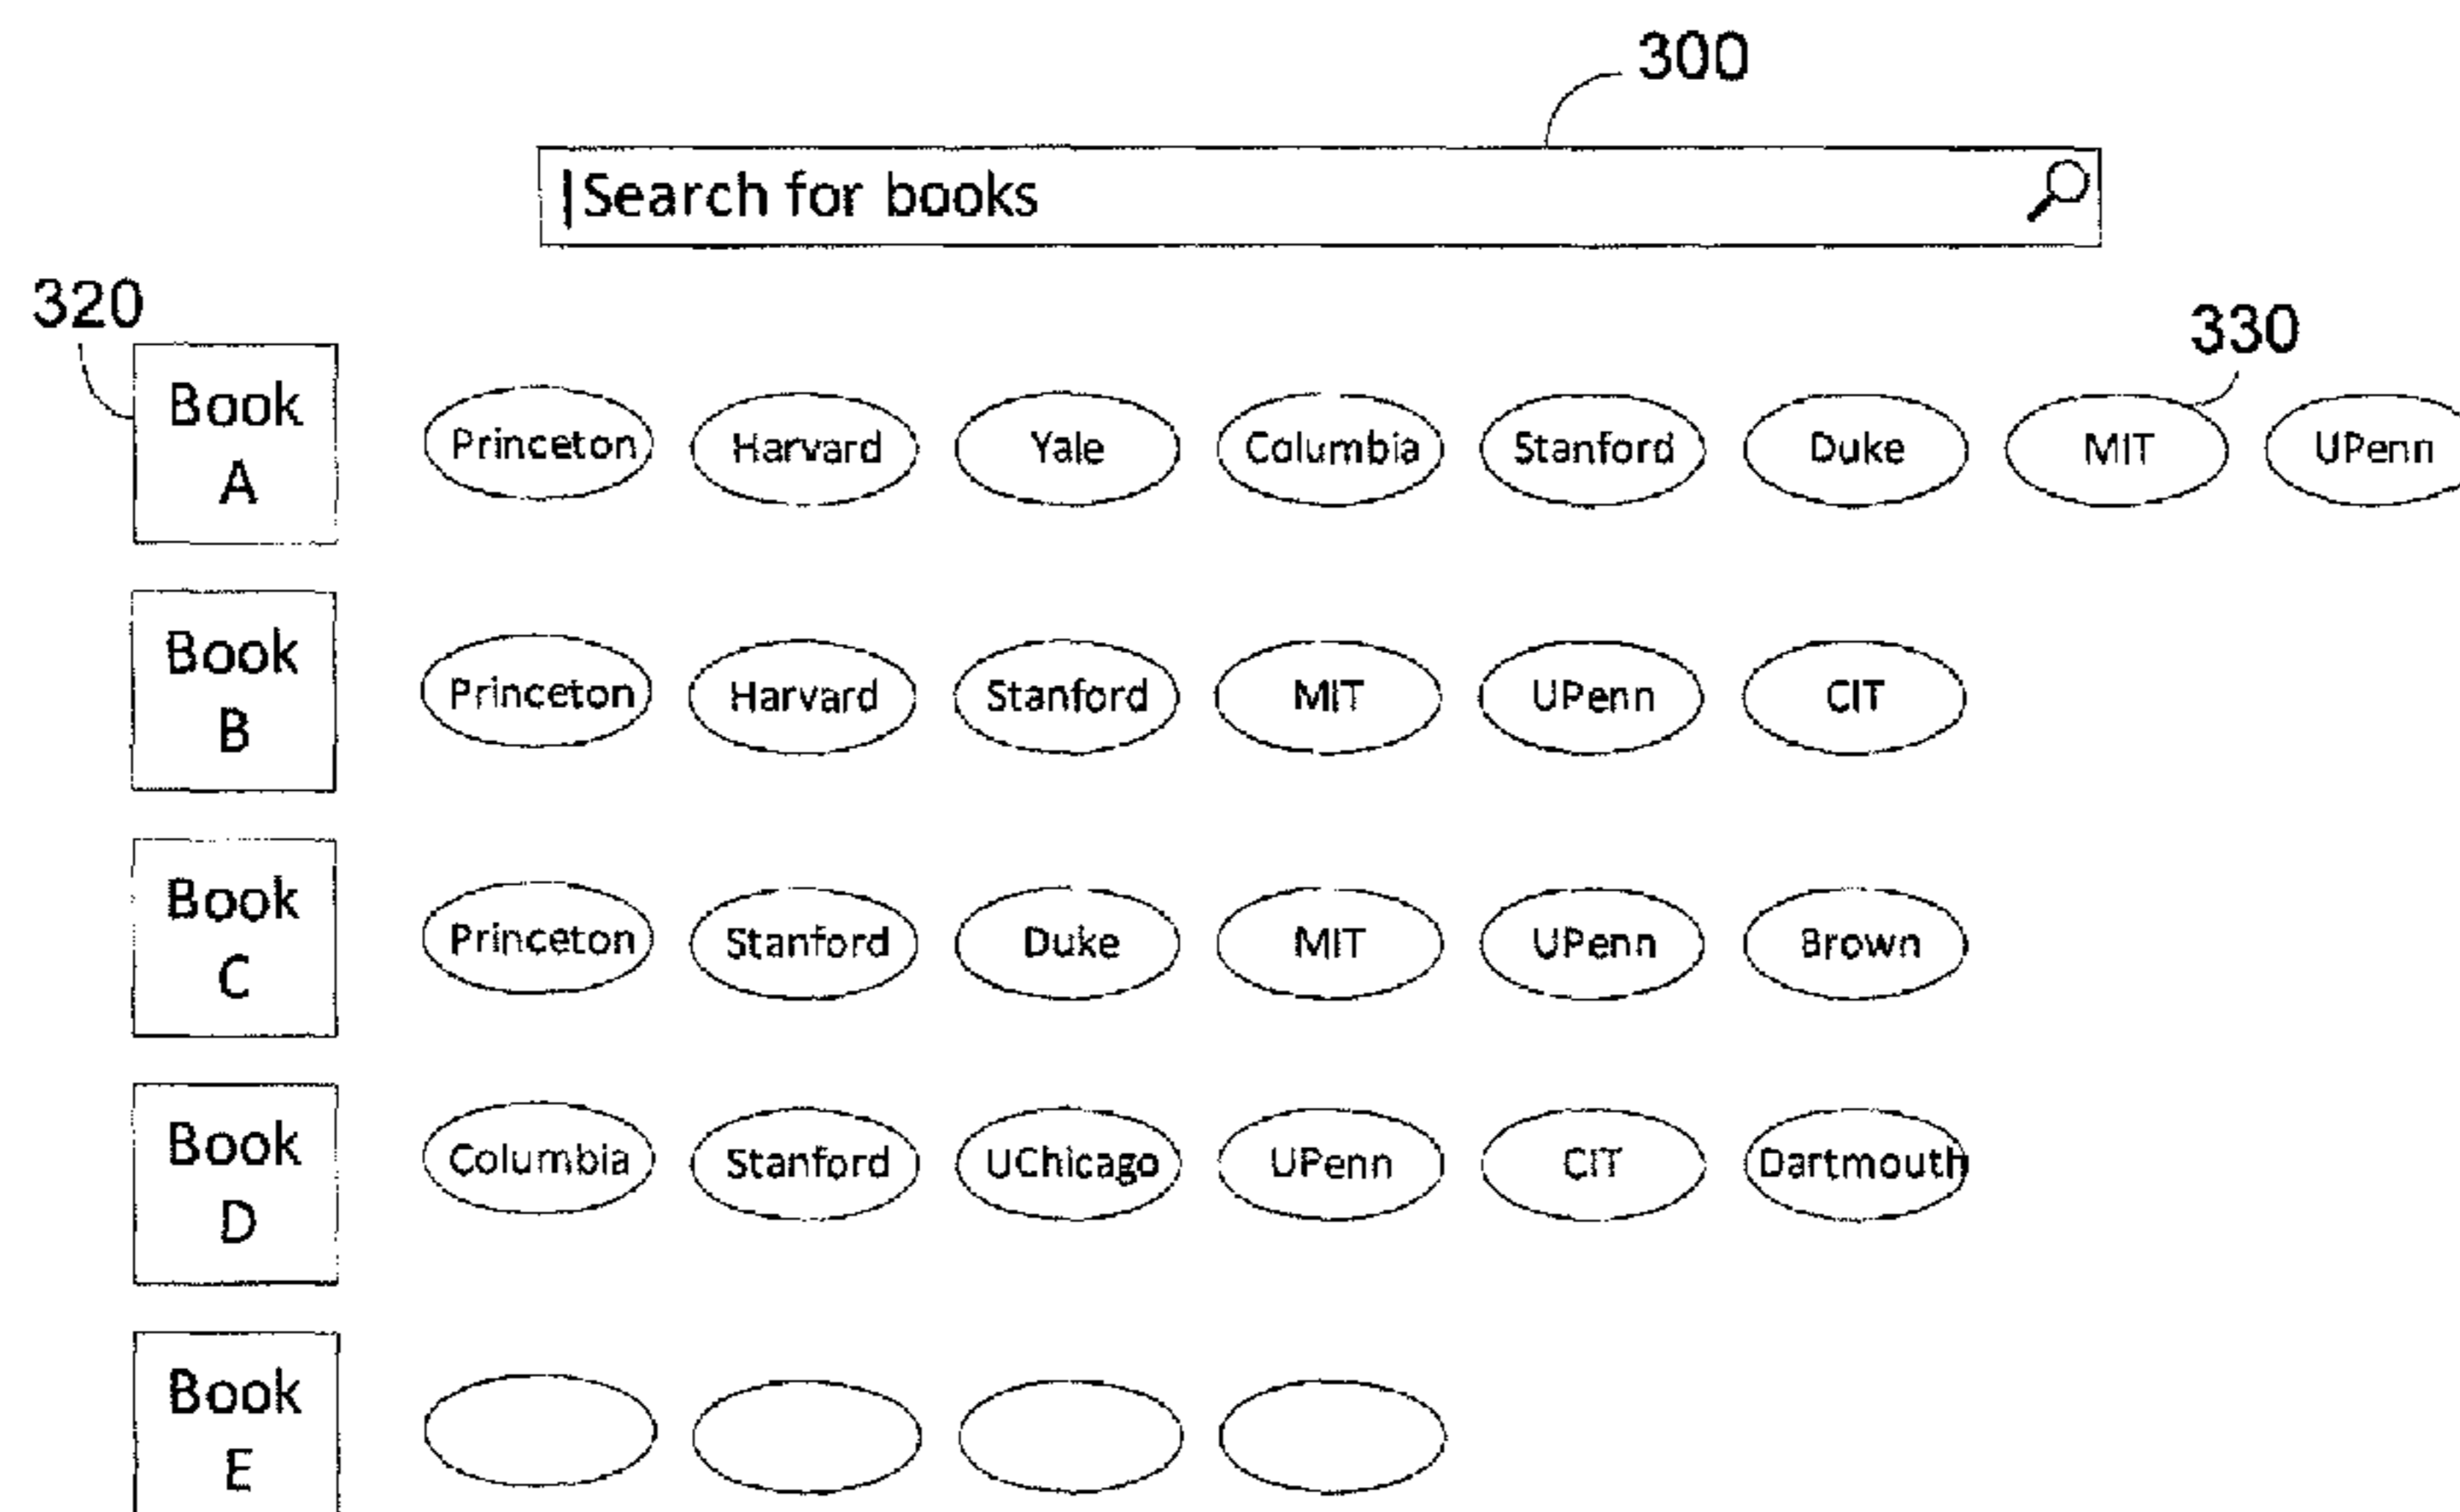 300
Search for books
320
330
Book
A
Princeton Harvard Yale Columbia Stanford Duke MIT UPenn
Book
B
Princeton Harvard Stanford MIT UPenn CIT
Book
C
Princeton Stanford Duke MIT UPenn Brown
Book
D
Columbia Stanford UChicago UPenn CIT Dartmouth
Book
E